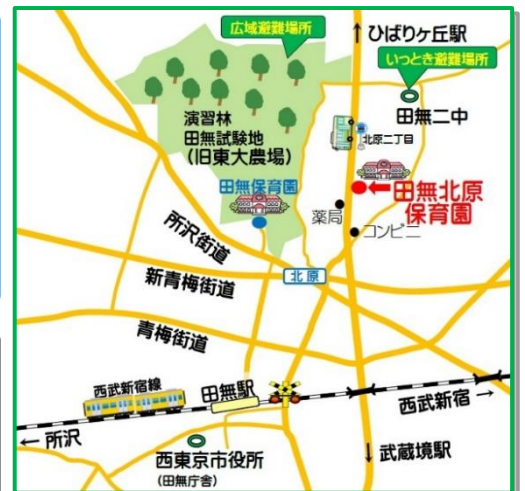 広域避難場所
↑ ひばりヶ丘駅
いっとき避難場所
田無二中
演習林
田無試験地
(旧東大農場)
北原二丁目
田無保育園
←田無北原
保育園
薬局
コンビニ
所沢街道
新青梅街道
北原
青梅街道
西武新宿線
田無駅
西武新宿 →
← 所沢
西東京市役所
(田無庁舎)
↓ 武蔵境駅